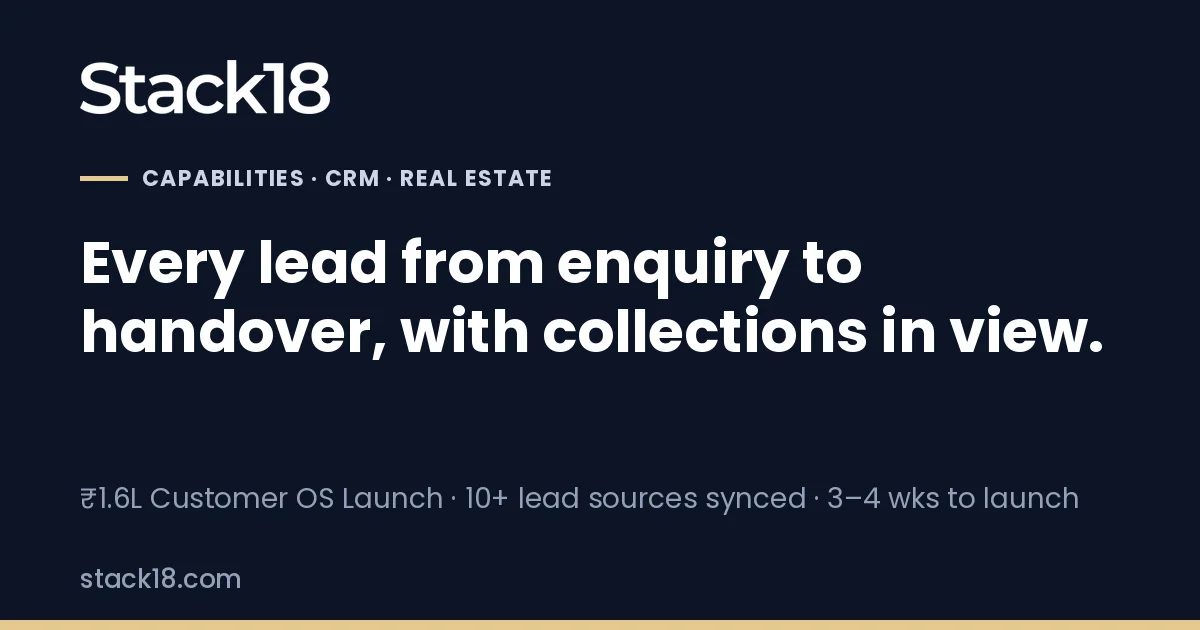 Stack18
CAPABILITIES · CRM · REAL ESTATE
Every lead from enquiry to
handover, with collections in view.
₹1.6L Customer OS Launch · 10+ lead sources synced · 3–4 wks to launch
stack18.com